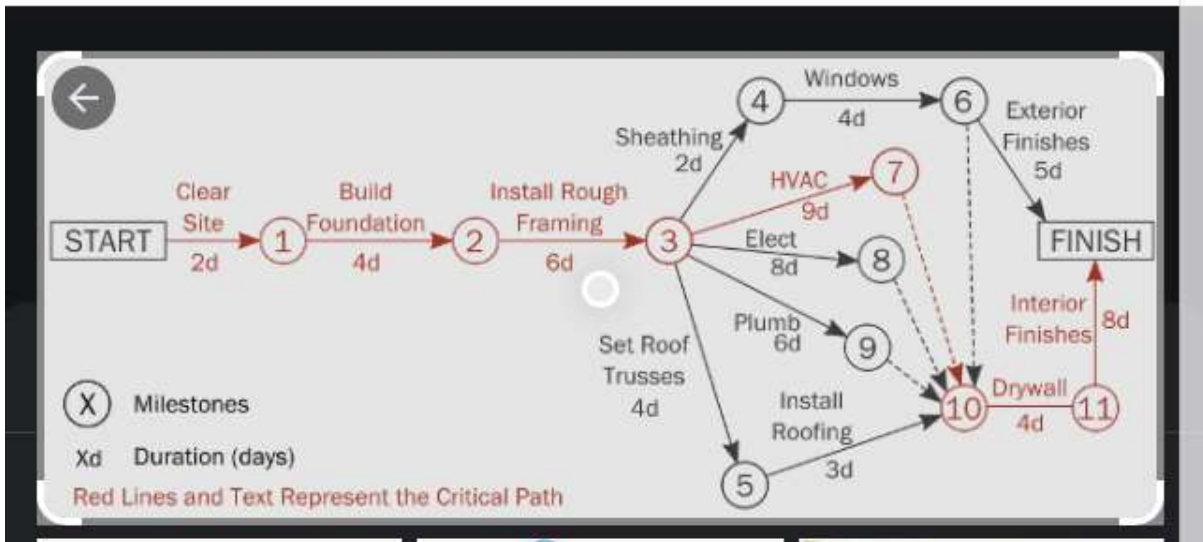 Clear
Site
2d
Build
Foundation
4d
Install Rough
Framing
6d
START
1
2
3
Sheathing
2d
4
Windows
4d
6
Exterior
Finishes
5d
HVAC
9d
7
Elect
8d
8
FINISH
Plumb
6d
9
Set Roof
Trusses
4d
5
Install
Roofing
3d
10
Drywall
4d
11
Interior
Finishes
8d
X Milestones
Xd Duration (days)
Red Lines and Text Represent the Critical Path